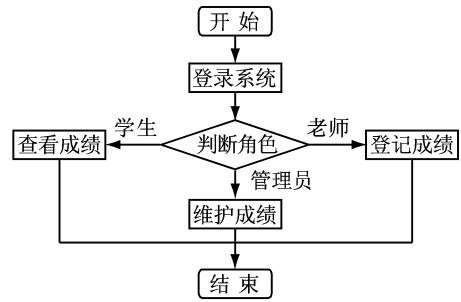 开始
登录系统
学生
老师
查看成绩
判断角色
登记成绩
管理员
维护成绩
结束